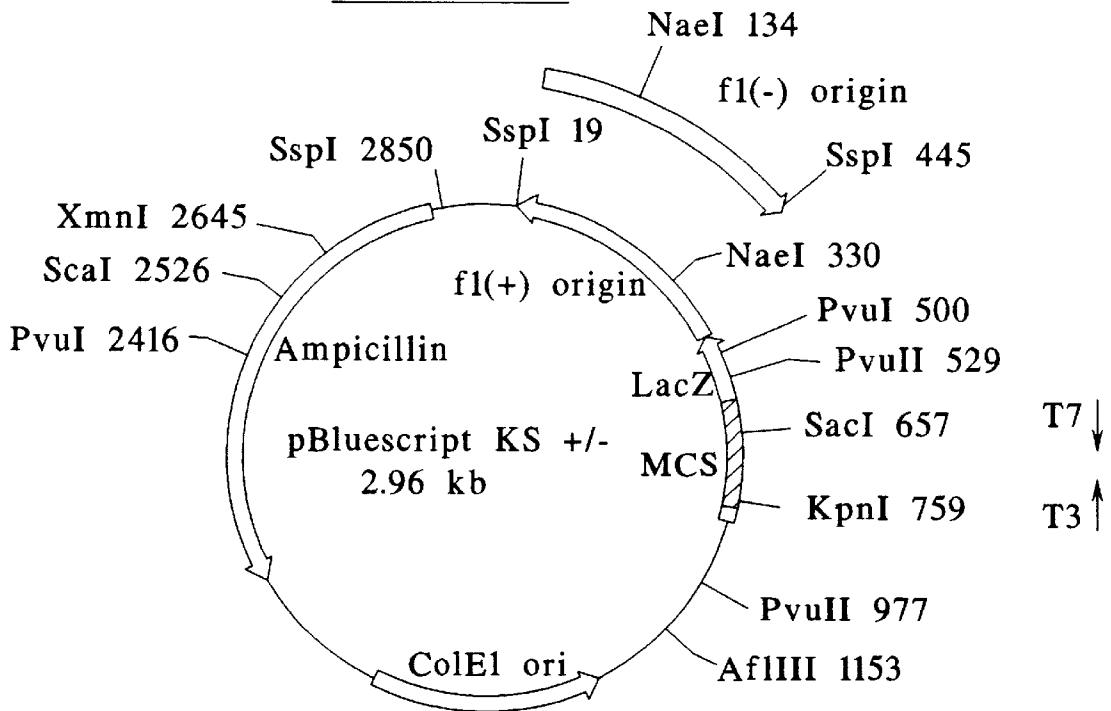 NaeI 134
f1(-) origin
SspI 19
SspI 445
SspI 2850
XmnI 2645
ScaI 2526
NaeI 330
f1(+) origin
PvuI 500
PvuI 2416
Ampicillin
PvuII 529
LacZ
SacI 657
T7
pBluescript KS +/-
MCS
2.96 kb
KpnI 759
T3
PvuII 977
ColE1 ori
AflIII 1153